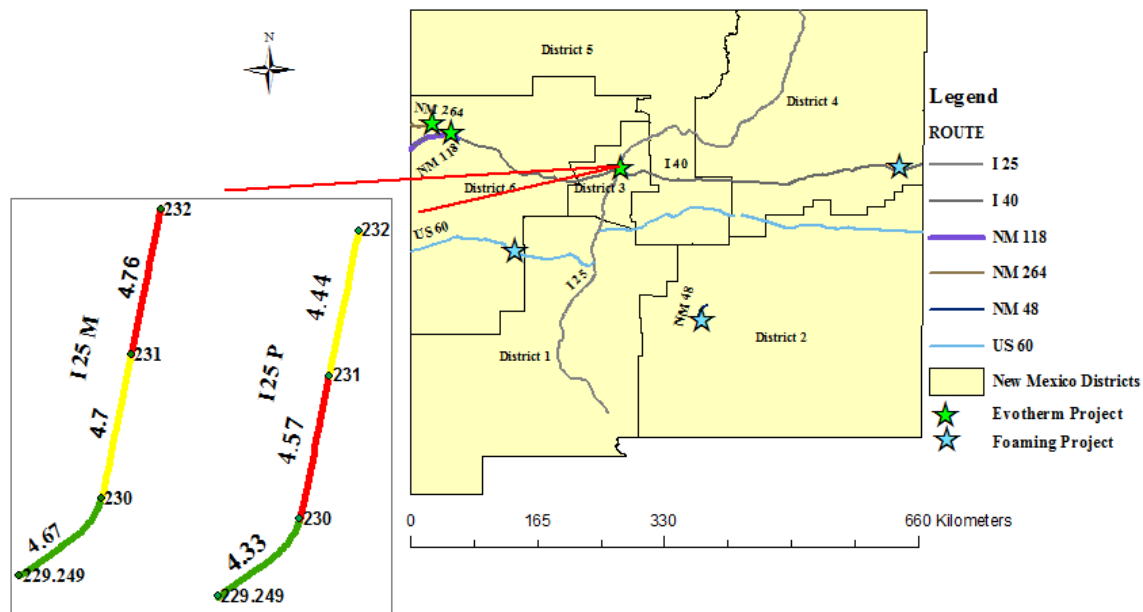 N
District 5
NM 264
District 4
NM 118
I 40
District 6
District 3
US 60
I 25
NM 48
District 1
District 2
Legend
ROUTE
I 25
I 40
NM 118
NM 264
NM 48
US 60
New Mexico Districts
Evotherm Project
Foaming Project
0 165 330 660 Kilometers
232
4.76
I 25 M
231
4.7
230
4.67
229.249
232
4.44
I 25 P
231
4.57
230
4.33
229.249